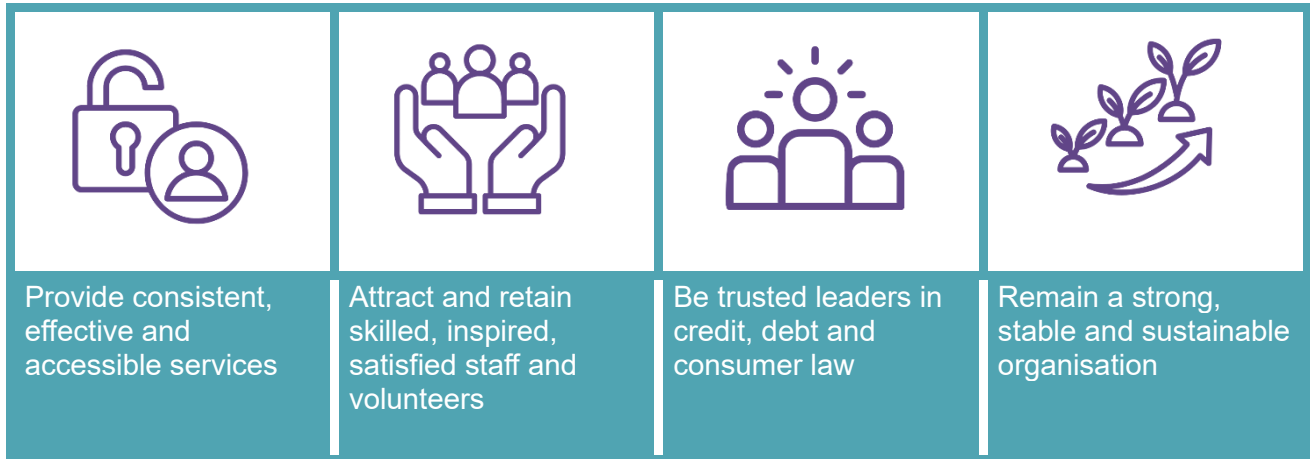 Provide consistent,
effective and
accessible services
Attract and retain
skilled, inspired,
satisfied staff and
volunteers
Be trusted leaders in
credit, debt and
consumer law
Remain a strong,
stable and sustainable
organisation